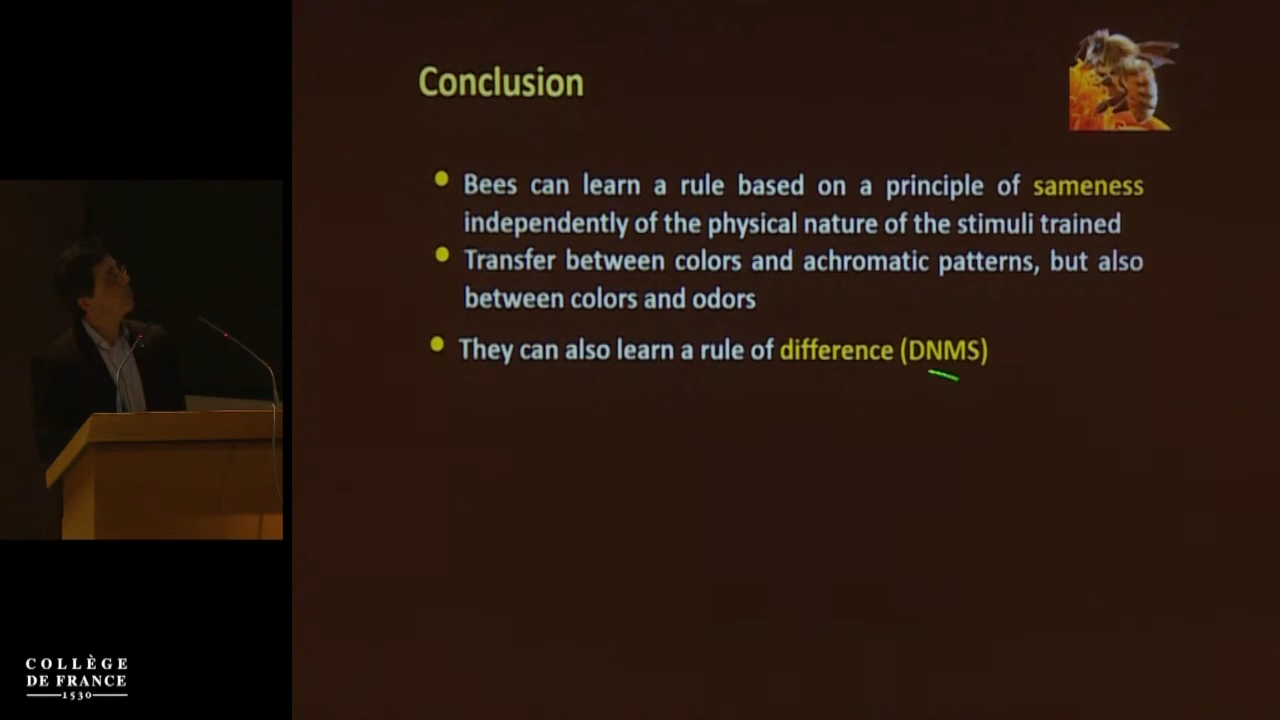 Conclusion
Bees can learn a rule based on a principle of sameness
independently of the physical nature of the stimuli trained
Transfer between colors and achromatic patterns, but also
between colors and odors
They can also learn a rule of difference (DNMS)
COLLÈGE
DE FRANCE
1530